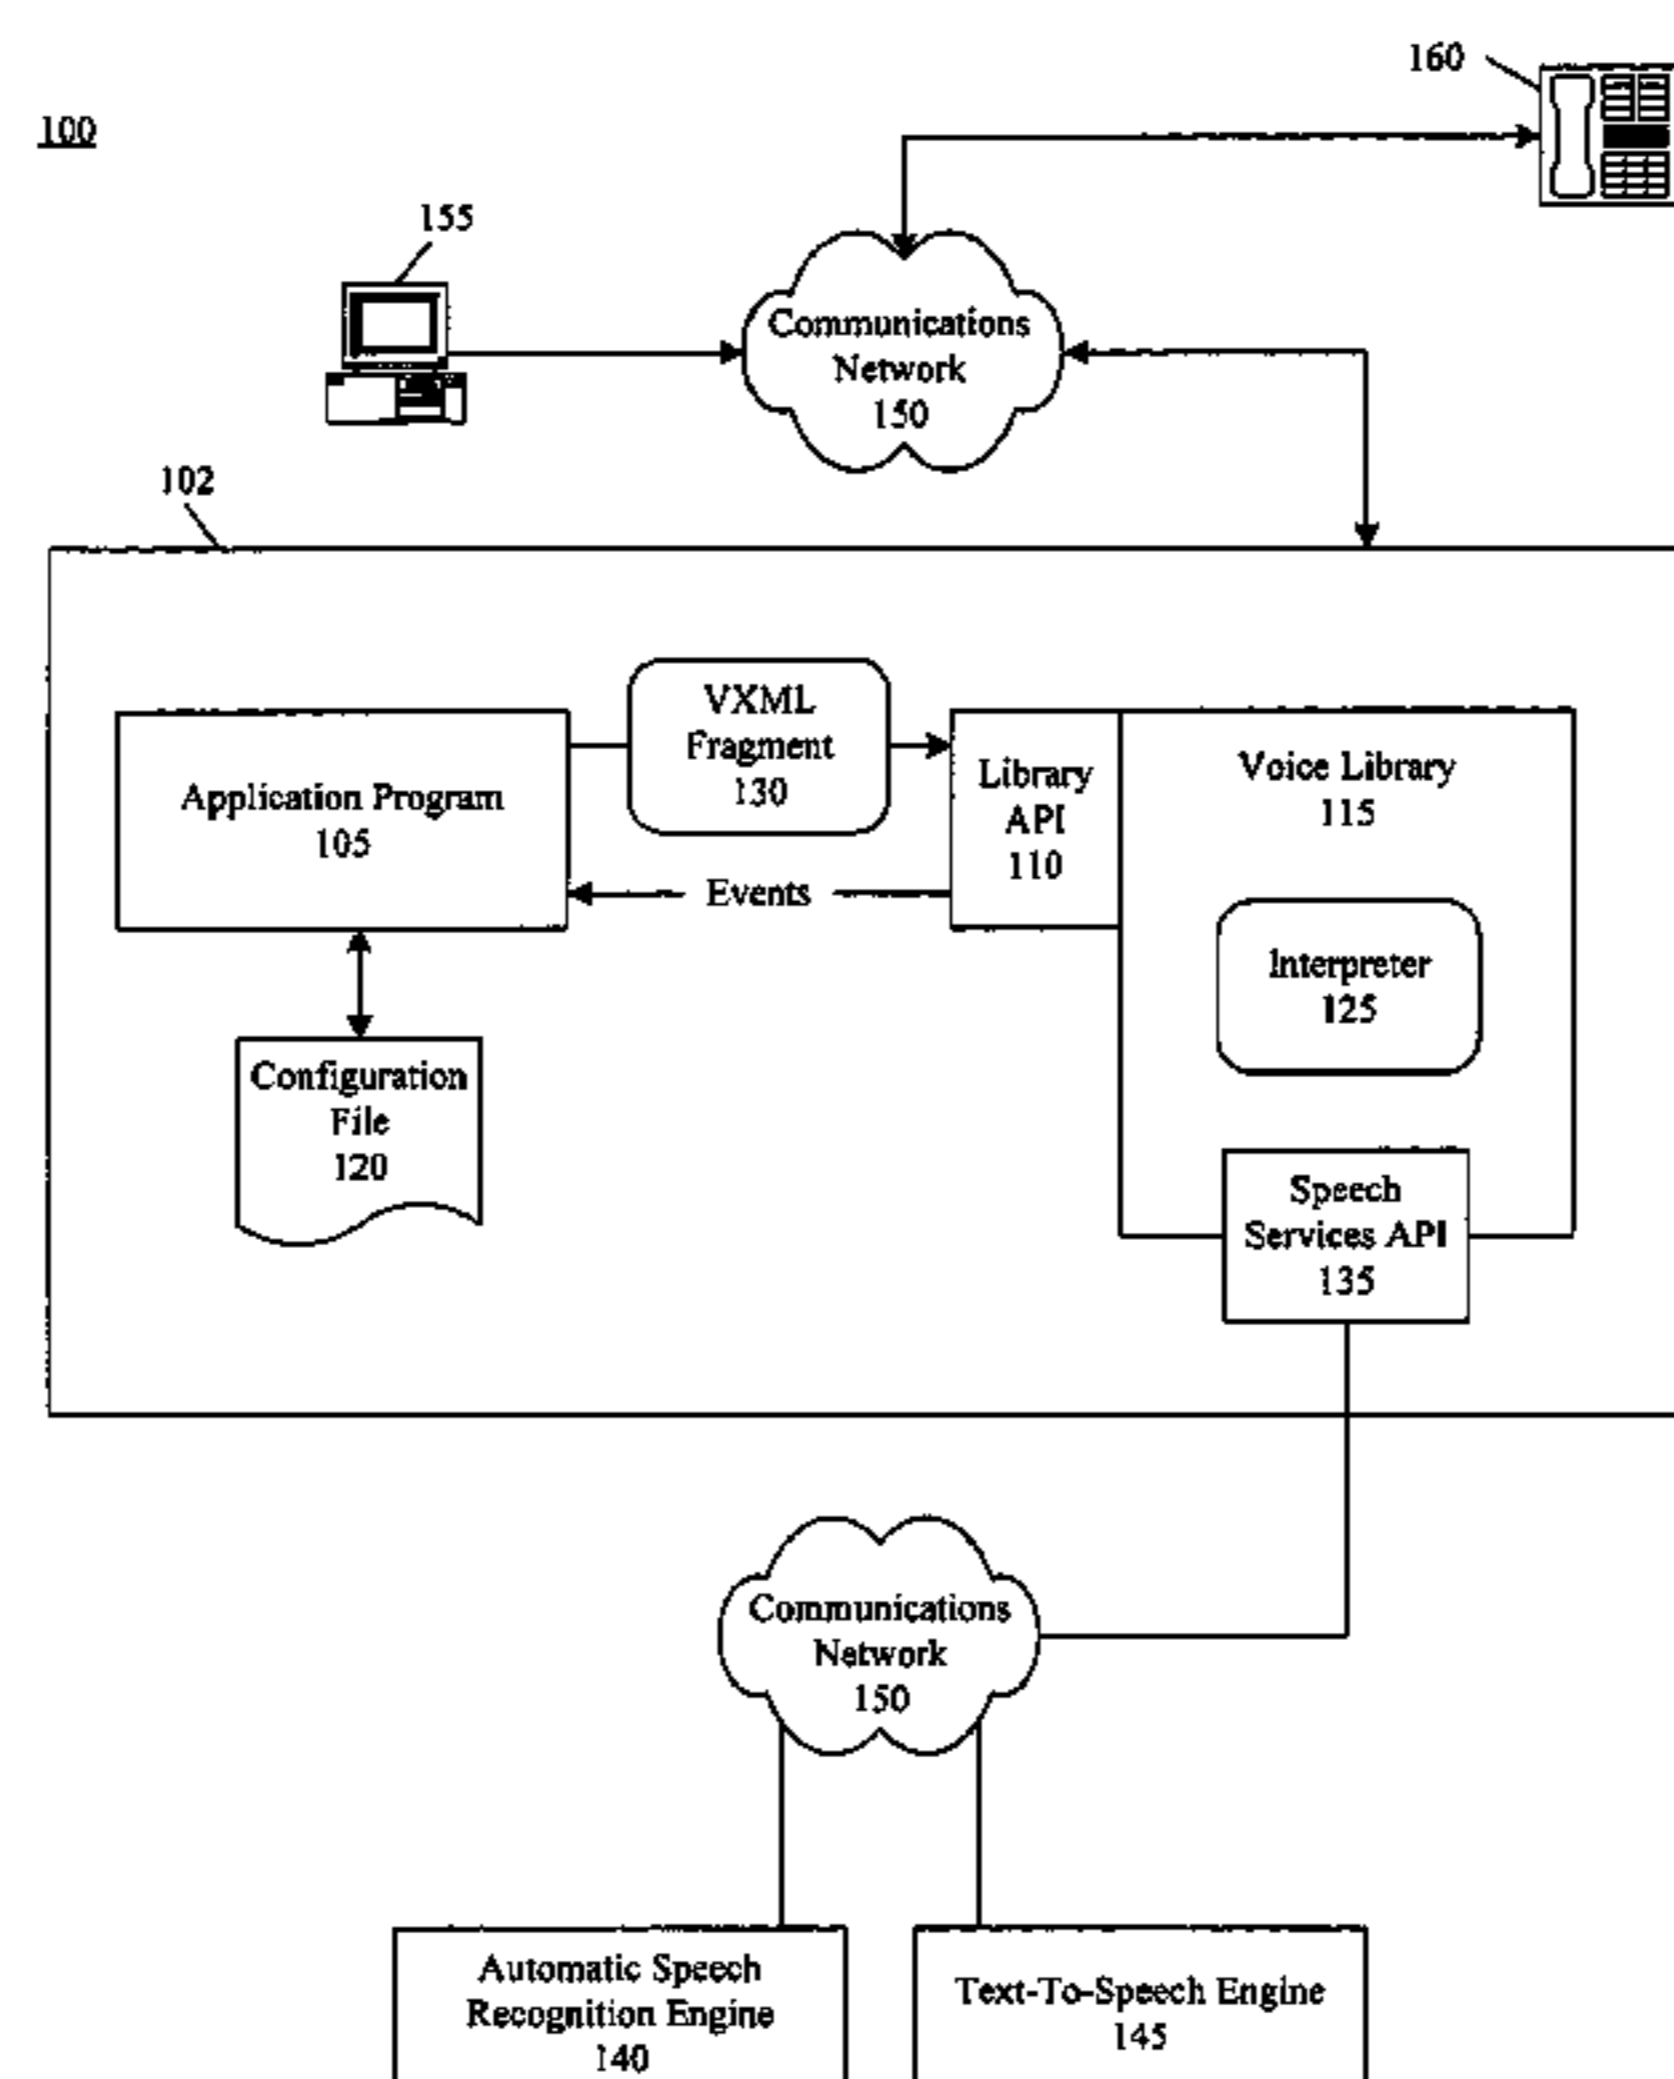 160
100
155
Communications
Network
150
102
VXML
Fragment
130
Application Program
105
Library
API
110
Voice Library
115
Events
Interpreter
125
Configuration
File
120
Speech
Services API
135
Communications
Network
150
Automatic Speech
Recognition Engine
140
Text-To-Speech Engine
145